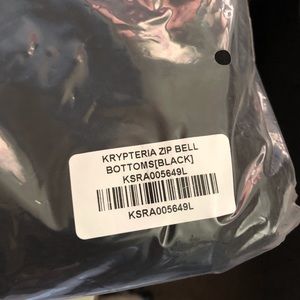 KRYPTERIA ZIP BELL
BOTTOMS[BLACK]
KSRA005649L
KSRA005649L